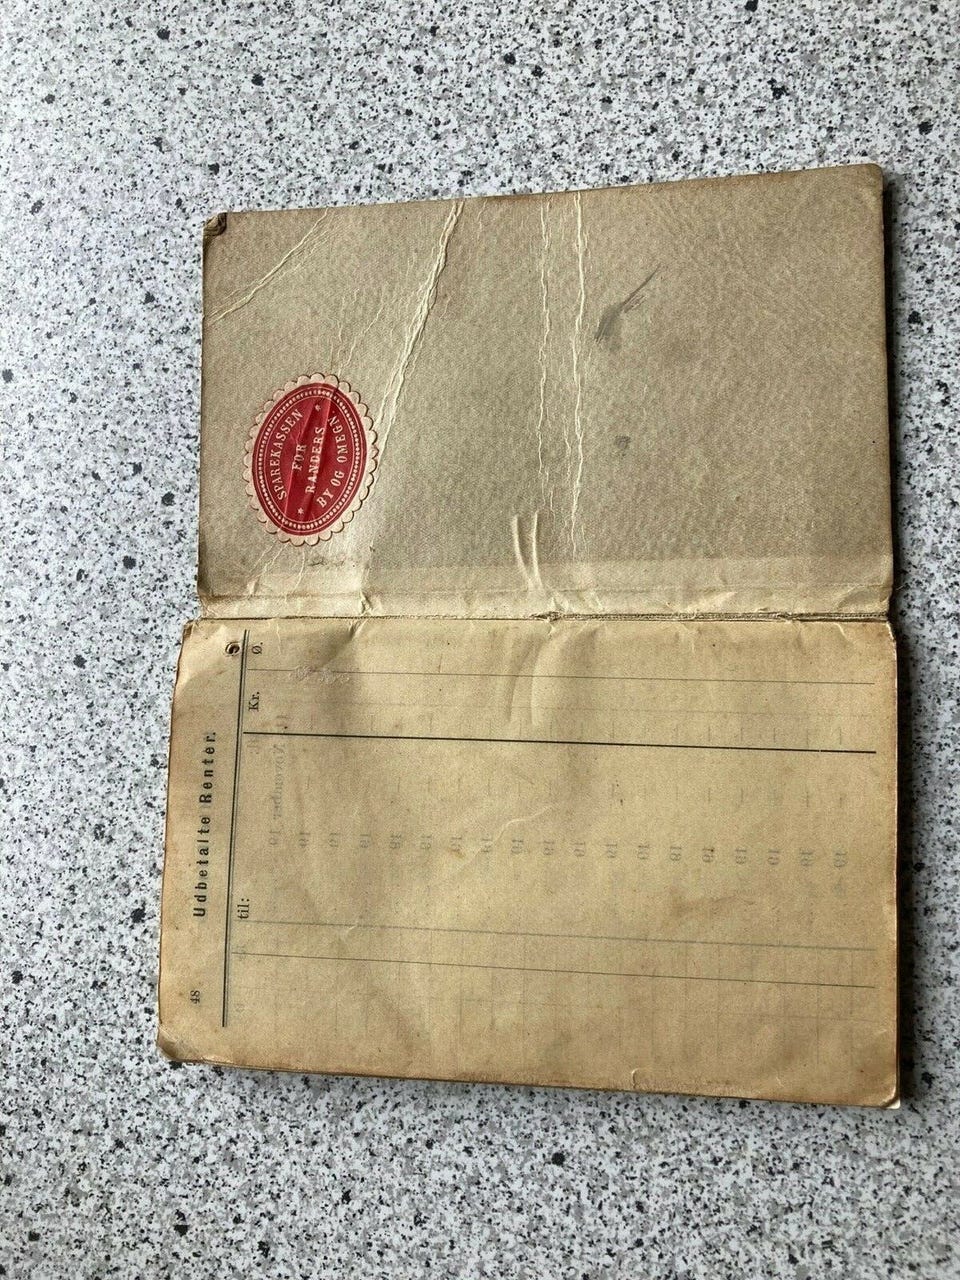 48
Udbetalte Renter.
til:
Kr.
Ø.
SPAREKASSEN
FOR
RANDERS
BY OG OMEGN